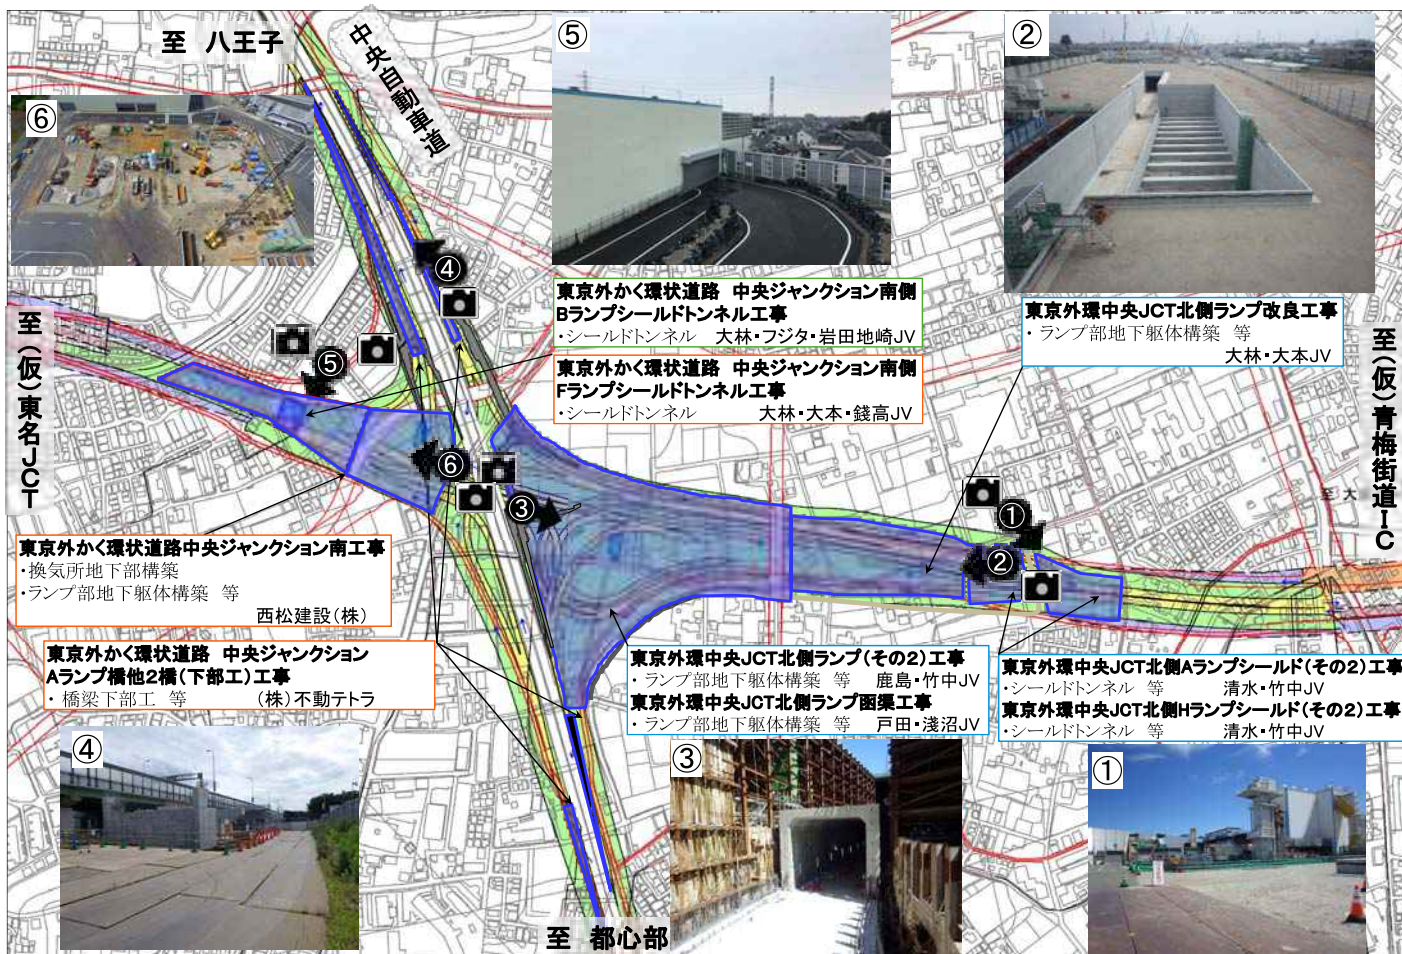 至 八王子
中央自動車道
⑤
②
⑥
④
東京外かく環状道路 中央ジャンクション南側
Bランプシールドトンネル工事
・シールドトンネル 大林・フジタ・岩田地崎JV
東京外環中央JCT北側ランプ改良工事
・ランプ部地下躯体構築 等
大林・大本JV
至(仮)東名JCT
至(仮)青梅街道IC
⑤
東京外かく環状道路 中央ジャンクション南側
Fランプシールドトンネル工事
・シールドトンネル 大林・大本・錢高JV
⑥
③
①
②
至 大
東京外かく環状道路中央ジャンクション南工事
・換気所地下部構築
・ランプ部地下躯体構築 等
西松建設(株)
東京外かく環状道路 中央ジャンクション
Aランプ橋他2橋(下部工)工事
・橋梁下部工 等 (株)不動テトラ
東京外環中央JCT北側ランプ(その2)工事
・ランプ部地下躯体構築 等 鹿島・竹中JV
東京外環中央JCT北側ランプ函渠工事
・ランプ部地下躯体構築 等 戸田・淺沼JV
東京外環中央JCT北側Aランプシールド(その2)工事
・シールドトンネル 等 清水・竹中JV
東京外環中央JCT北側Hランプシールド(その2)工事
・シールドトンネル 等 清水・竹中JV
④
③
①
至 都心部